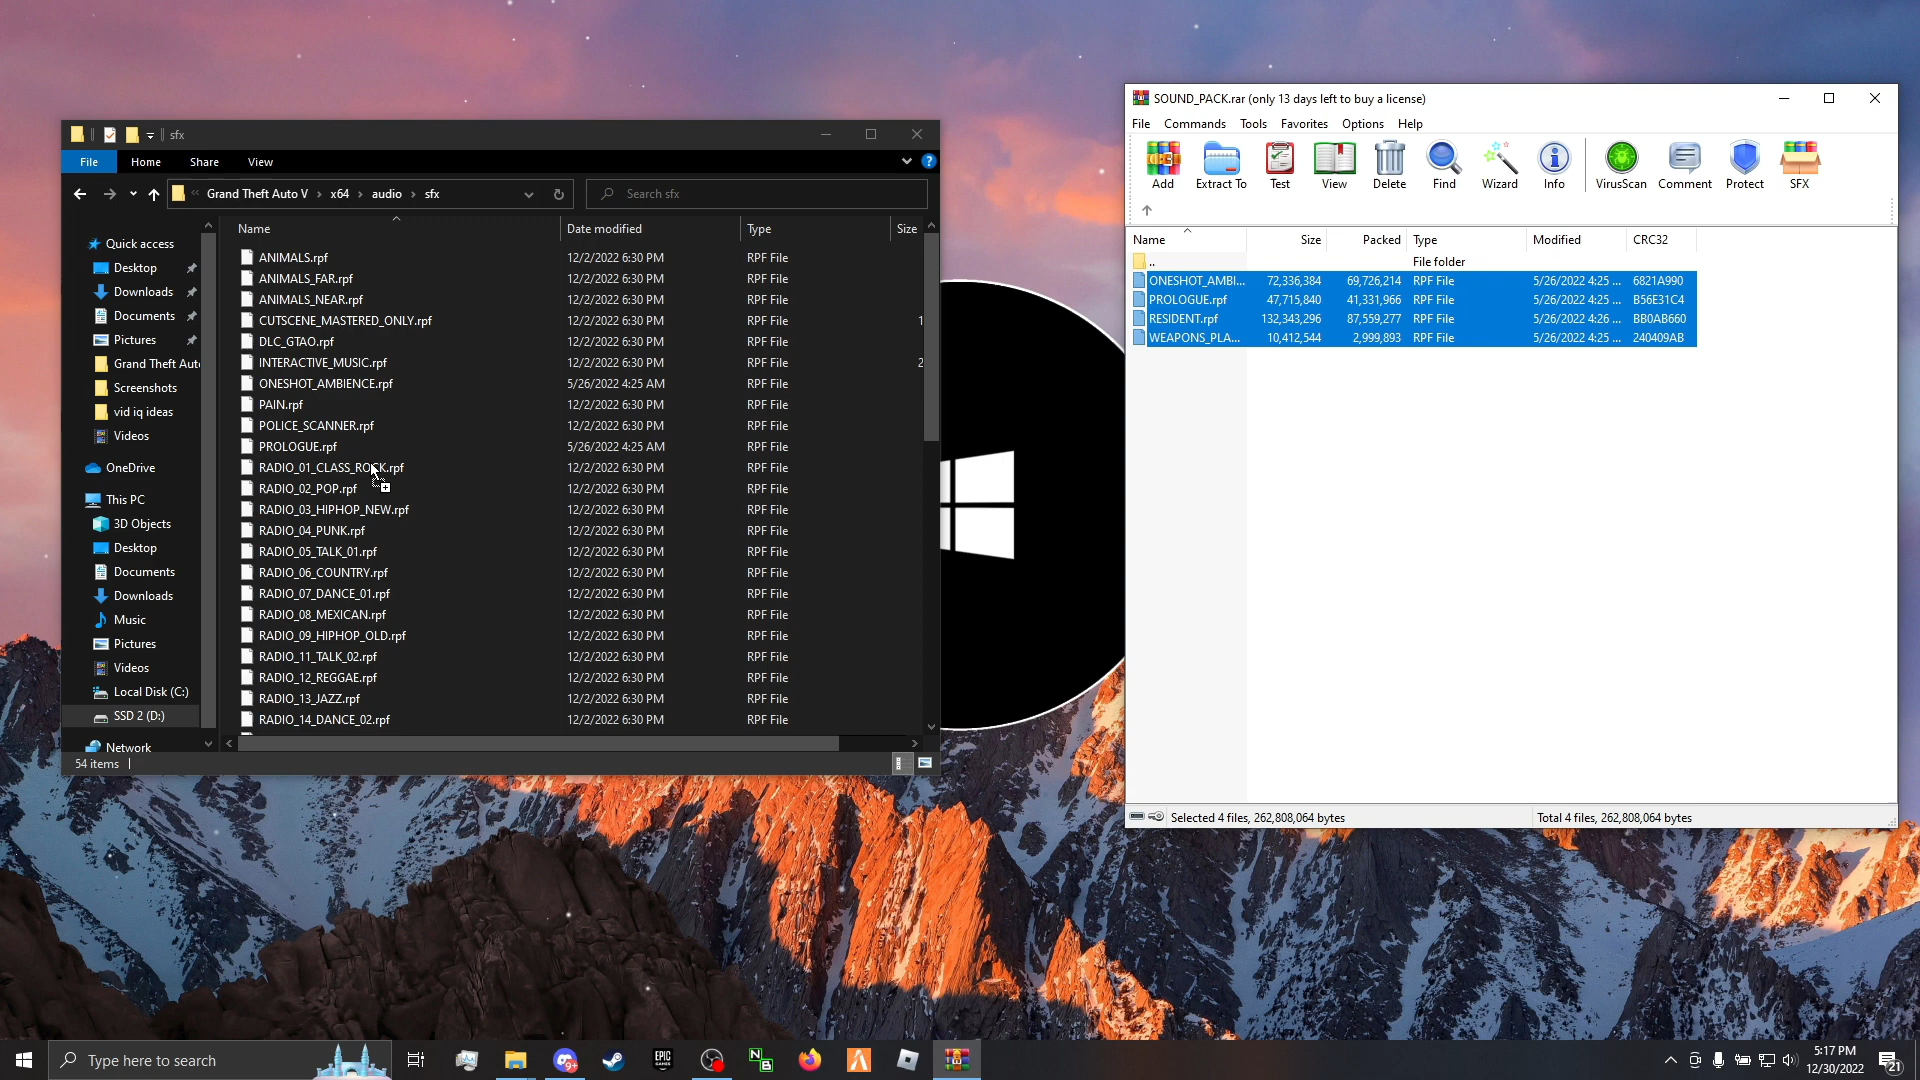 sfx
File Home Share View
Grand Theft Auto V > x64 > audio > sfx
Search sfx
Name Date modified Type Size
Quick access
Desktop
Downloads
Documents
Pictures
Grand Theft Aut
Screenshots
vid iq ideas
Videos
OneDrive
This PC
3D Objects
Desktop
Documents
Downloads
Music
Pictures
Videos
Local Disk (C:)
SSD 2 (D:)
Network
ANIMALS.rpf 12/2/2022 6:30 PM RPF File
ANIMALS_FAR.rpf 12/2/2022 6:30 PM RPF File
ANIMALS_NEAR.rpf 12/2/2022 6:30 PM RPF File
CUTSCENE_MASTERED_ONLY.rpf 12/2/2022 6:30 PM RPF File 1
DLC_GTAO.rpf 12/2/2022 6:30 PM RPF File
INTERACTIVE_MUSIC.rpf 12/2/2022 6:30 PM RPF File 2
ONESHOT_AMBIENCE.rpf 5/26/2022 4:25 AM RPF File
PAIN.rpf 12/2/2022 6:30 PM RPF File
POLICE_SCANNER.rpf 12/2/2022 6:30 PM RPF File
PROLOGUE.rpf 5/26/2022 4:25 AM RPF File
RADIO_01_CLASS_ROCK.rpf 12/2/2022 6:30 PM RPF File
RADIO_02_POP.rpf 12/2/2022 6:30 PM RPF File
RADIO_03_HIPHOP_NEW.rpf 12/2/2022 6:30 PM RPF File
RADIO_04_PUNK.rpf 12/2/2022 6:30 PM RPF File
RADIO_05_TALK_01.rpf 12/2/2022 6:30 PM RPF File
RADIO_06_COUNTRY.rpf 12/2/2022 6:30 PM RPF File
RADIO_07_DANCE_01.rpf 12/2/2022 6:30 PM RPF File
RADIO_08_MEXICAN.rpf 12/2/2022 6:30 PM RPF File
RADIO_09_HIPHOP_OLD.rpf 12/2/2022 6:30 PM RPF File
RADIO_11_TALK_02.rpf 12/2/2022 6:30 PM RPF File
RADIO_12_REGGAE.rpf 12/2/2022 6:30 PM RPF File
RADIO_13_JAZZ.rpf 12/2/2022 6:30 PM RPF File
RADIO_14_DANCE_02.rpf 12/2/2022 6:30 PM RPF File
54 items
SOUND_PACK.rar (only 13 days left to buy a license)
File Commands Tools Favorites Options Help
Add Extract To Test View Delete Find Wizard Info VirusScan Comment Protect SFX
Name Size Packed Type Modified CRC32
.. File folder
ONESHOT_AMBI... 72,336,384 69,726,214 RPF File 5/26/2022 4:25 ... 6821A990
PROLOGUE.rpf 47,715,840 41,331,966 RPF File 5/26/2022 4:25 ... B56E31C4
RESIDENT.rpf 132,343,296 87,559,277 RPF File 5/26/2022 4:26 ... BB0AB660
WEAPONS_PLA... 10,412,544 2,999,893 RPF File 5/26/2022 4:25 ... 240409AB
Selected 4 files, 262,808,064 bytes Total 4 files, 262,808,064 bytes
Type here to search
9+
EPIC
GAMES
N
B
5:17 PM
12/30/2022
21